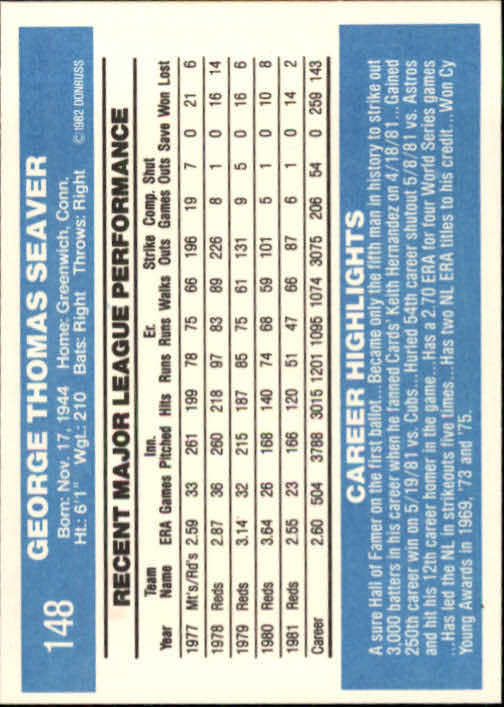 148
GEORGE THOMAS SEAVER
Born: Nov. 17, 1944 Home: Greenwich, Conn.
Ht.: 6'1" Wgt.: 210 Bats: Right Throws: Right ©1982 DONRUSS
RECENT MAJOR LEAGUE PERFORMANCE
Team Inn. Er. Strike Comp. Shut
Year Name ERA Games Pitched Hits Runs Runs Walks Outs Games Outs Save Won Lost
1977 Mt's/Rd's 2.59 33 261 199 78 75 66 196 19 7 0 21 6
1978 Reds 2.87 36 260 218 97 83 89 226 8 1 0 16 14
1979 Reds 3.14 32 215 187 85 75 61 131 9 5 0 16 6
1980 Reds 3.64 26 168 140 74 68 59 101 5 1 0 10 8
1981 Reds 2.55 23 166 120 51 47 66 87 6 1 0 14 2
Career 2.60 504 3788 3015 1201 1095 1074 3075 206 54 0 259 143
CAREER HIGHLIGHTS
A sure Hall of Famer on the first ballot...Became only the fifth man in history to strike out
3,000 batters in his career when he fanned Cards' Keith Hernandez on 4/18/81...Gained
250th career win on 5/19/81 vs. Cubs...Hurled 54th career shutout 5/8/81 vs. Astros
and hit his 12th career homer in the game...Has a 2.70 ERA for four World Series games
...Has led the NL in strikeouts five times...Has two NL ERA titles to his credit...Won Cy
Young Awards in 1969, '73 and '75.